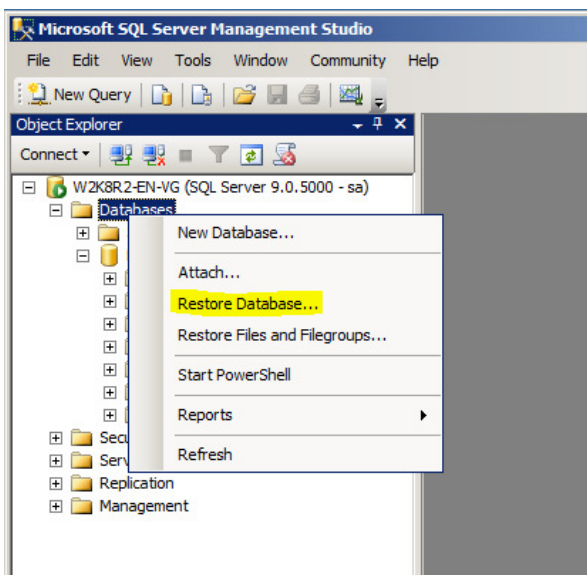 Microsoft SQL Server Management Studio
File Edit View Tools Window Community Help
New Query
Object Explorer
Connect
W2K8R2-EN-VG (SQL Server 9.0.5000 - sa)
Databases
New Database...
Attach...
Restore Database...
Restore Files and Filegroups...
Start PowerShell
Reports
Refresh
Replication
Management